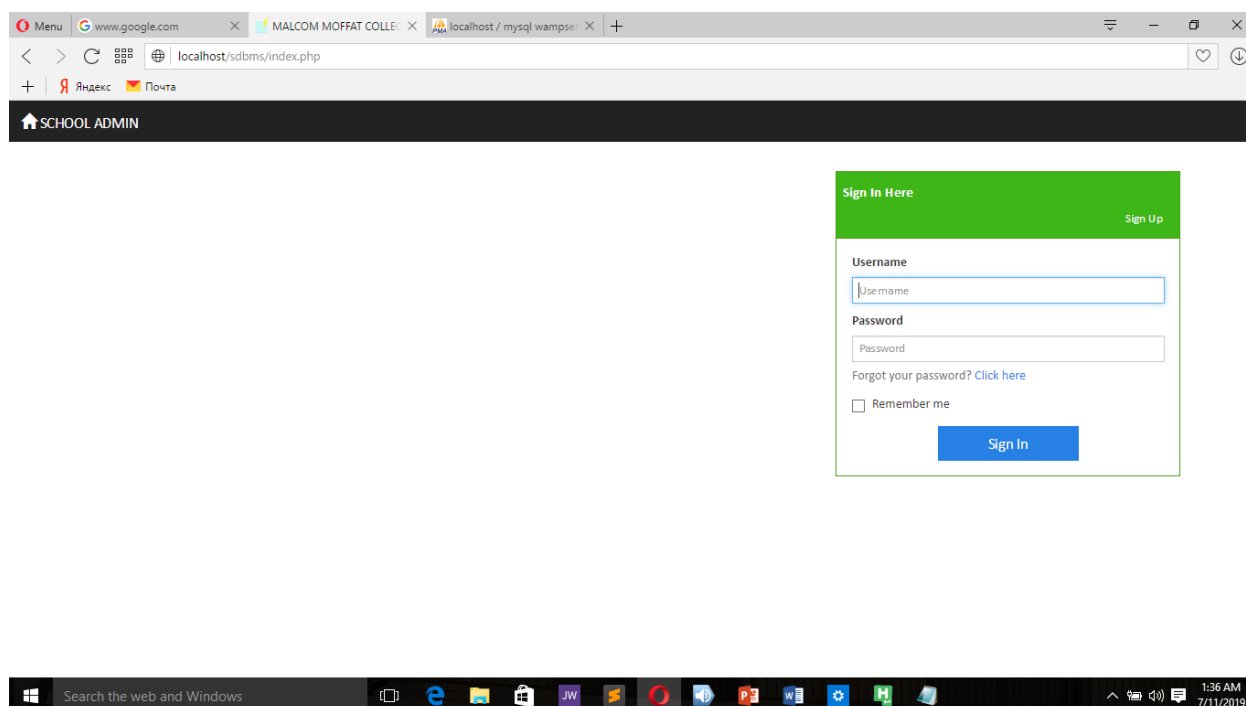 Menu
www.google.com
MALCOM MOFFAT COLLEG
localhost / mysql wampser
localhost/sdbms/index.php
Яндекс
Почта
SCHOOL ADMIN
Sign In Here
Sign Up
Username
Username
Password
Password
Forgot your password? Click here
Remember me
Sign In
Search the web and Windows
JW
1:36 AM
7/11/2019